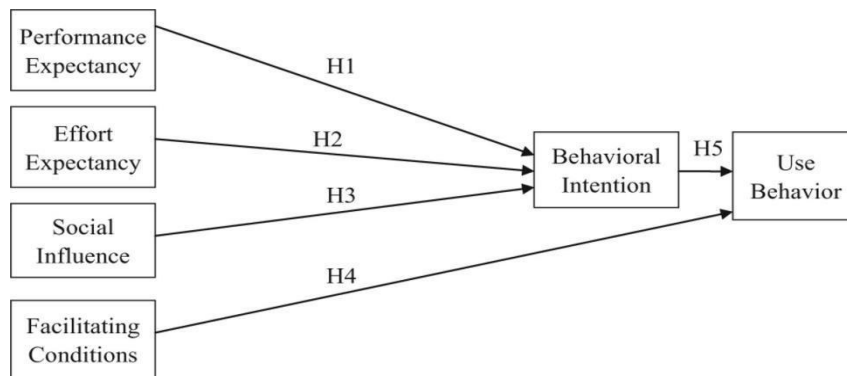 Performance
Expectancy
H1
Effort
Expectancy
H2
Behavioral
Intention
H5
Use
Behavior
H3
Social
Influence
H4
Facilitating
Conditions